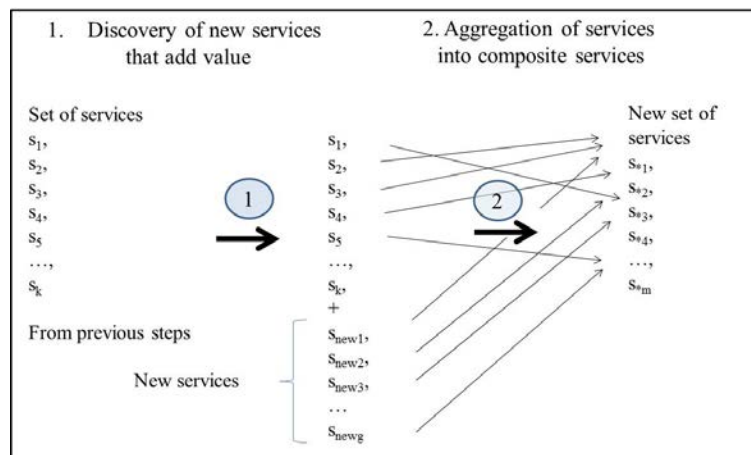 1. Discovery of new services
that add value
2. Aggregation of services
into composite services
Set of services
s1,
s2,
s3,
s4,
s5
…,
sk
From previous steps
New services
1
s1,
s2,
s3,
s4,
s5
…,
sk,
+
snew1,
snew2,
snew3,
…
snewg
2
New set of
services
s*1,
s*2,
s*3,
s*4,
…,
s*m